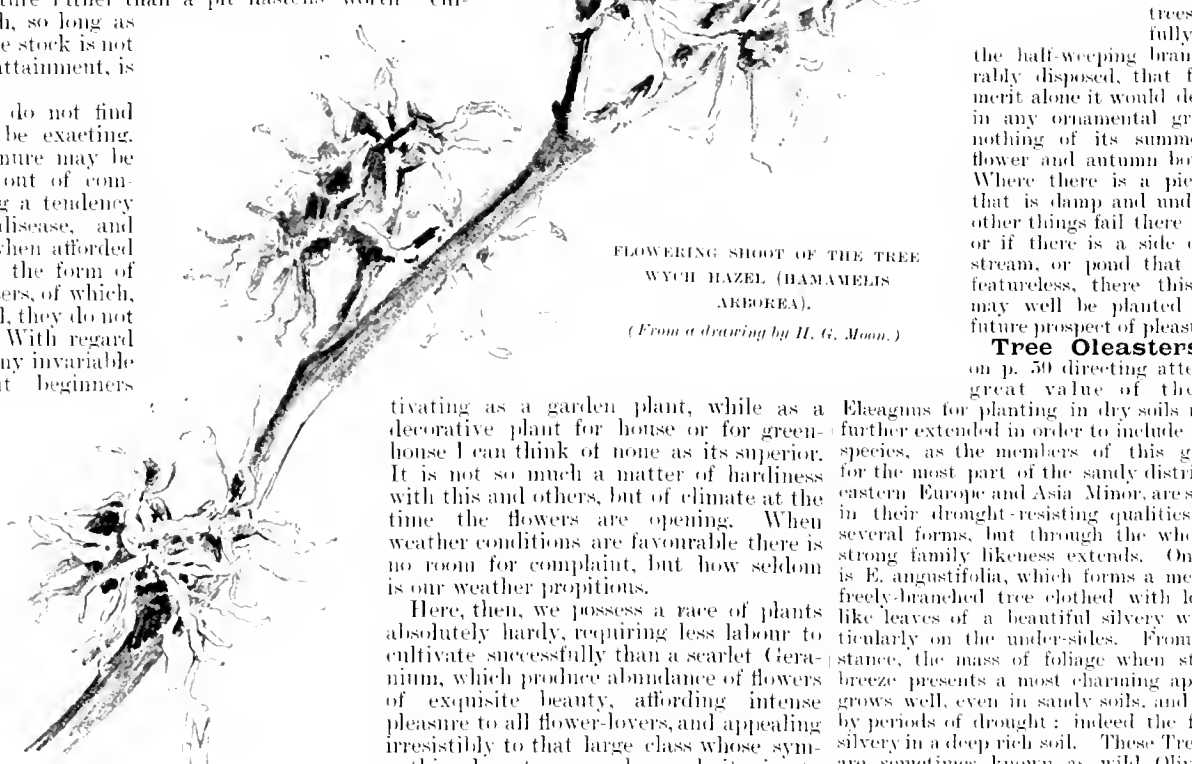 h, so long as
e stock is not
attainment, is
do not find
be exacting.
nure may be
out of com-
g a tendency
disease, and
when afforded
the form of
ers, of which,
l, they do not
With regard
ny invariable
t beginners
FLOWERING SHOOT OF THE TREE
WYCH HAZEL (HAMAMELIS
ARBOREA).
(From a drawing by H. G. Moon.)
tivating as a garden plant, while as a
decorative plant for house or for green-
house I can think of none as its superior.
It is not so much a matter of hardiness
with this and others, but of climate at the
time the flowers are opening. When
weather conditions are favourable there is
no room for complaint, but how seldom
is our weather propitious.
Here, then, we possess a race of plants
absolutely hardy, requiring less labour to
cultivate successfully than a scarlet Gera-
nium, which produce abundance of flowers
of exquisite beauty, affording intense
pleasure to all flower-lovers, and appealing
irresistibly to that large class whose sym-
trees
fully
the half-weeping bran
rably disposed, that f
merit alone it would de
in any ornamental gr
nothing of its summ
flower and autumn bo
Where there is a pie
that is damp and und
other things fail there
or if there is a side o
stream, or pond that
featureless, there this
may well be planted
future prospect of pleas
Tree Oleasters
on p. 59 directing atte
great value of the
Elæagnus for planting in dry soils
further extended in order to include
species, as the members of this g
for the most part of the sandy distri
eastern Europe and Asia Minor, are s
in their drought-resisting qualities
several forms, but through the who
strong family likeness extends. On
is E. angustifolia, which forms a me
freely-branched tree clothed with l
like leaves of a beautiful silvery w
ticularly on the under-sides. From
stance, the mass of foliage when st
breeze presents a most charming ap
grows well, even in sandy soils, and
by periods of drought: indeed the f
silvery in a deep rich soil. These Tre
are sometimes known as wild Oliv